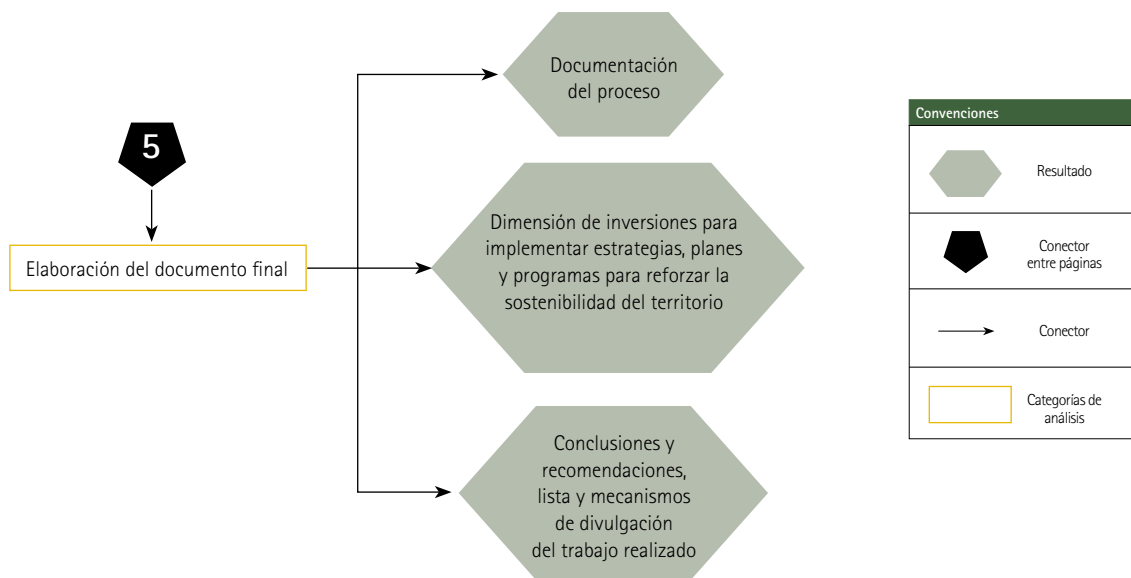 Documentación
del proceso
5
Elaboración del documento final
Dimensión de inversiones para
implementar estrategias, planes
y programas para reforzar la
sostenibilidad del territorio
Conclusiones y
recomendaciones,
lista y mecanismos
de divulgación
del trabajo realizado
Convenciones
Resultado
Conector
entre páginas
Conector
Categorías de
análisis